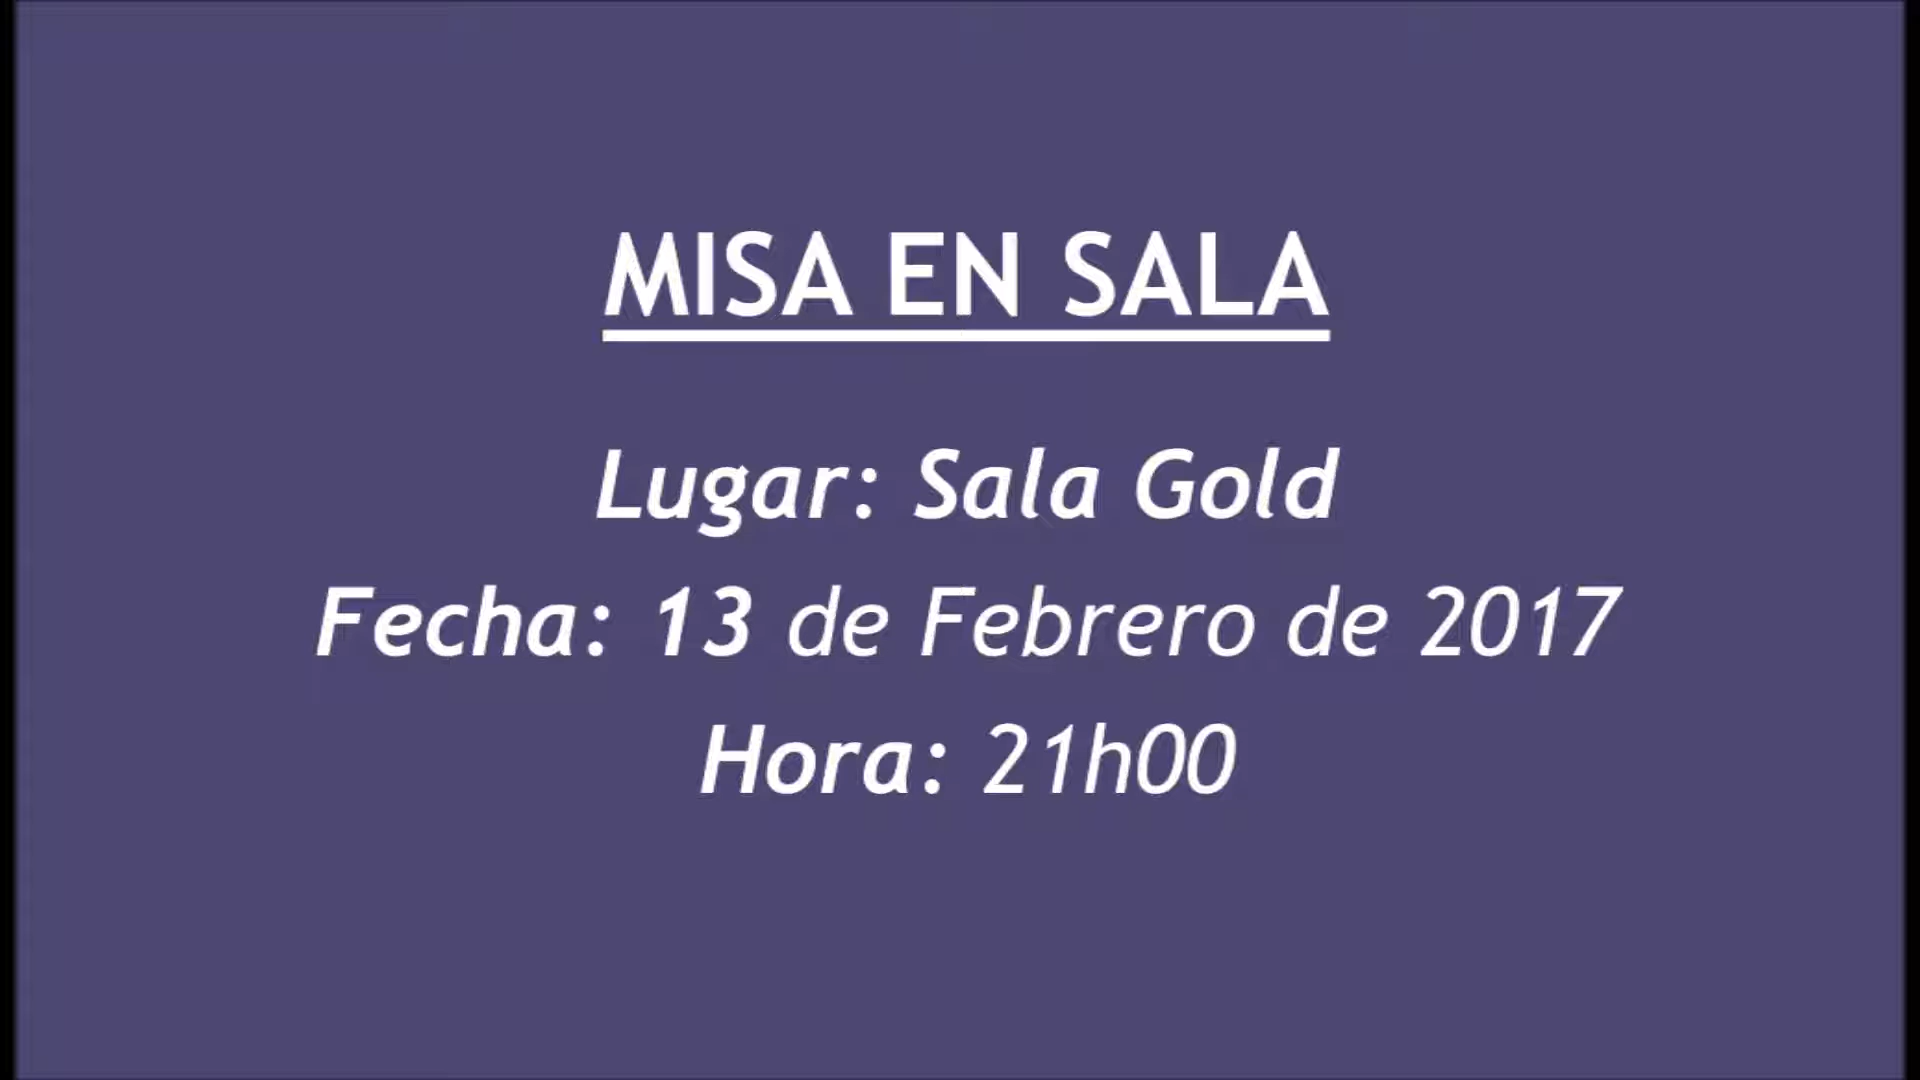 MISA EN SALA
Lugar: Sala Gold
Fecha: 13 de Febrero de 2017
Hora: 21h00